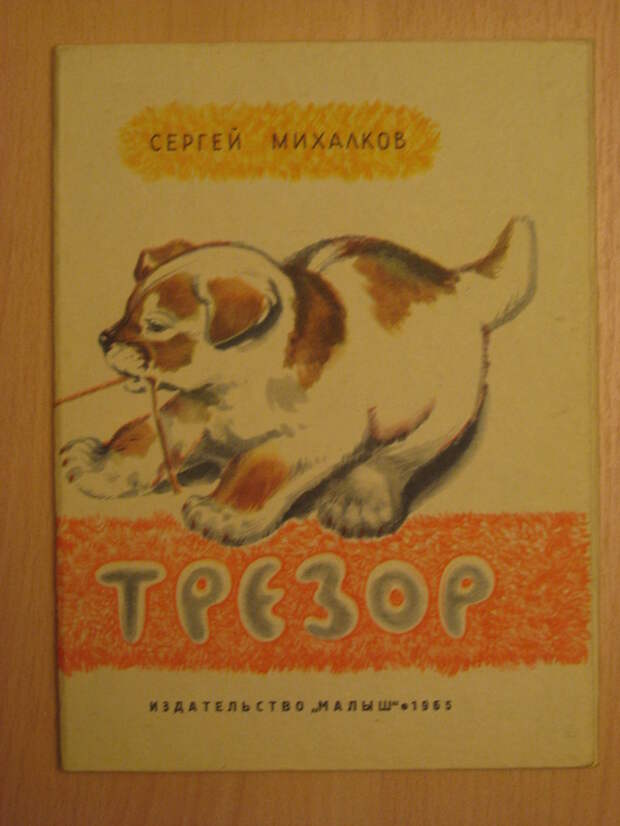 СЕРГЕЙ МИХАЛКОВ
ТРЕЗОР
ИЗДАТЕЛЬСТВО „МАЛЫШ“ • 1965